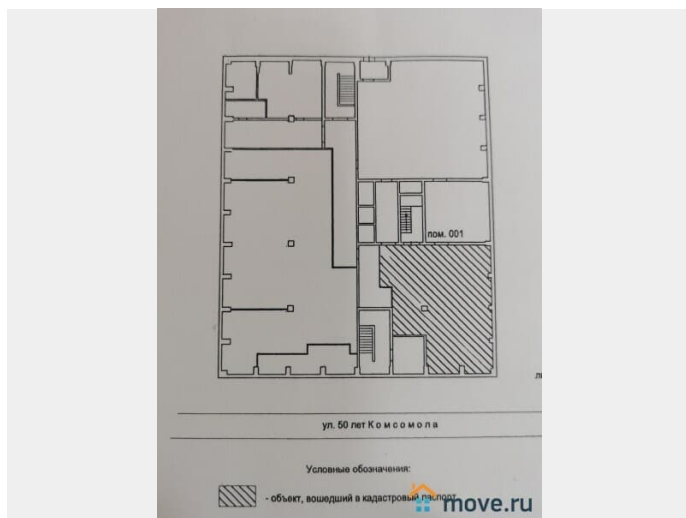 пом. 001
ул. 50 лет Комсомола
Условные обозначения:
- объект, вошедший в кадастровый паспорт
move.ru